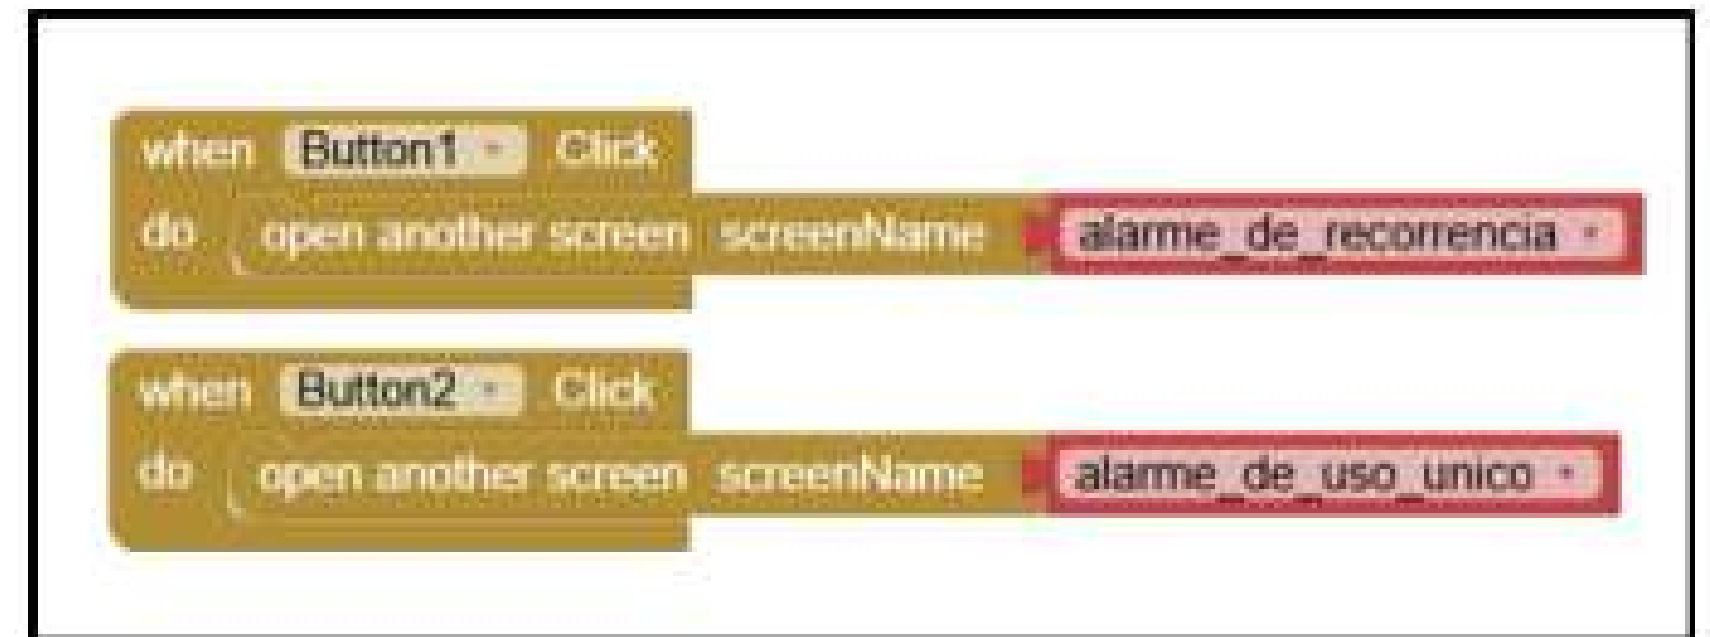 when Button1 Click
do open another screen screenName alarme_de_recorrencia
when Button2 Click
do open another screen screenName alarme_de_uso_unico